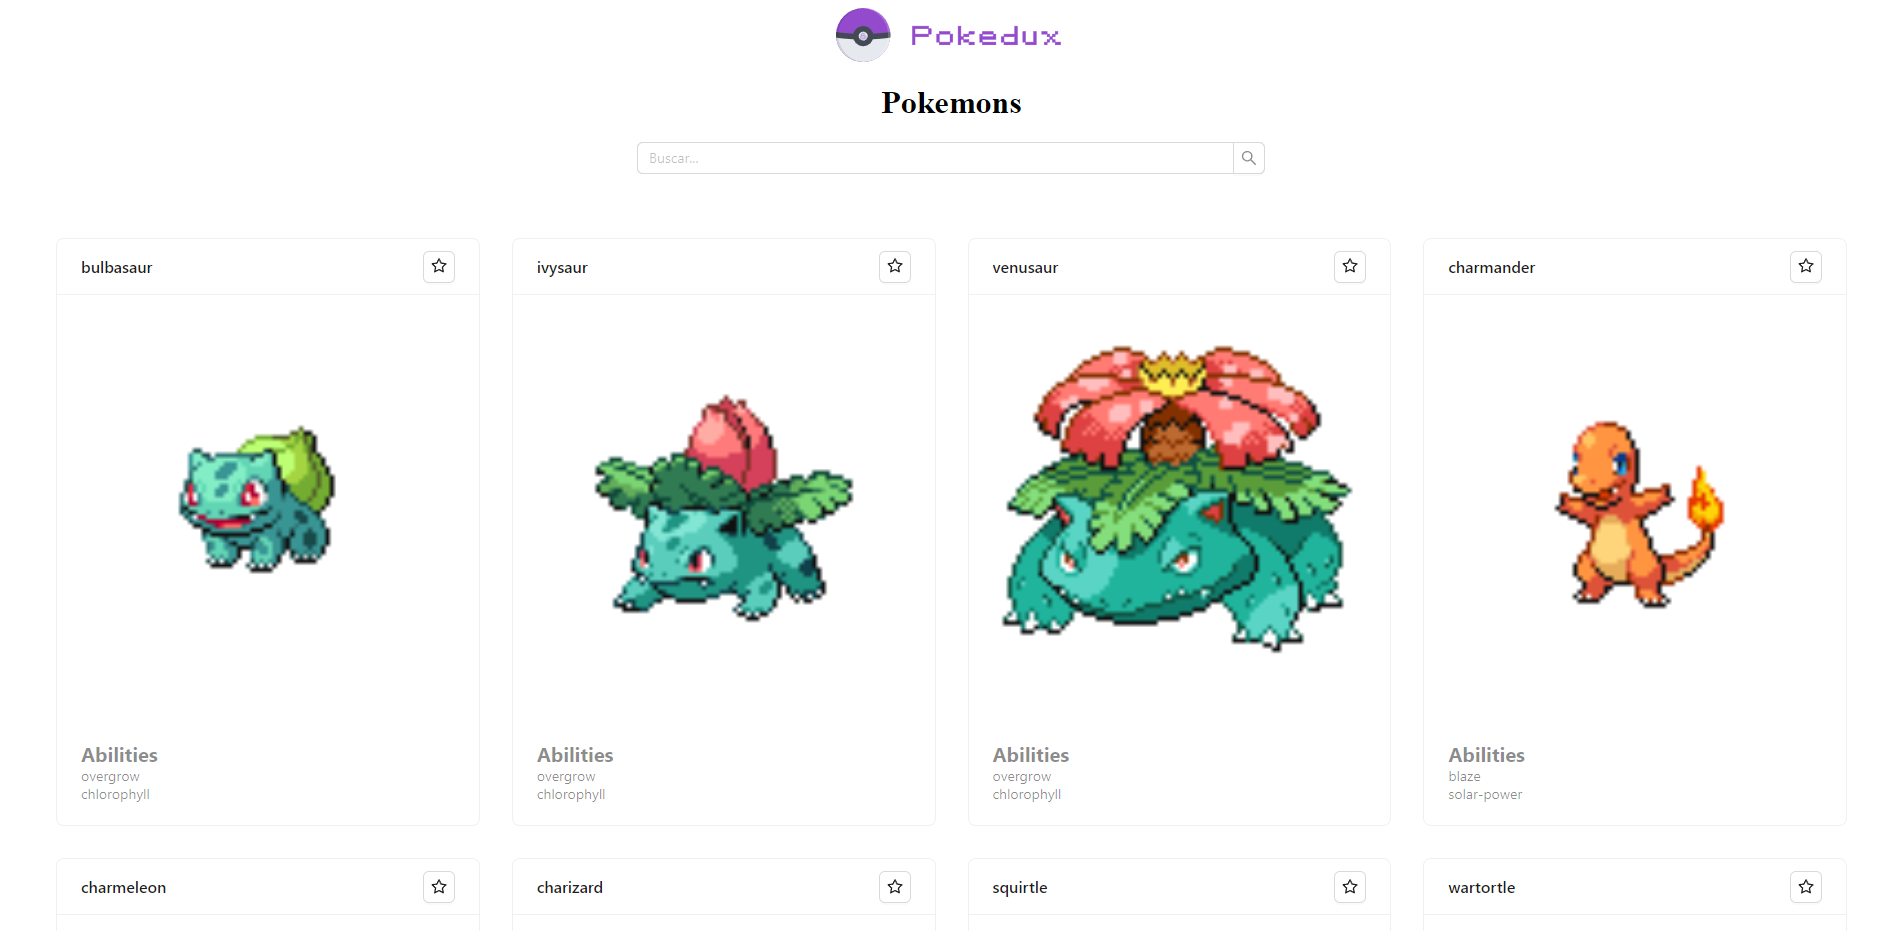 Pokedux
Pokemons
Buscar...
bulbasaur
ivysaur
venusaur
charmander
Abilities
overgrow
chlorophyll
Abilities
overgrow
chlorophyll
Abilities
overgrow
chlorophyll
Abilities
blaze
solar-power
charmeleon
charizard
squirtle
wartortle